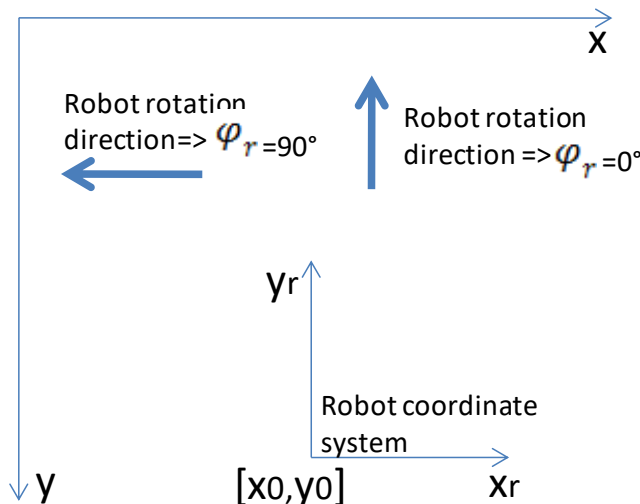 x
Robot rotation
direction=> φr=90°
Robot rotation
direction =>φr=0°
yr
Robot coordinate
system
y
[x0,y0]
xr